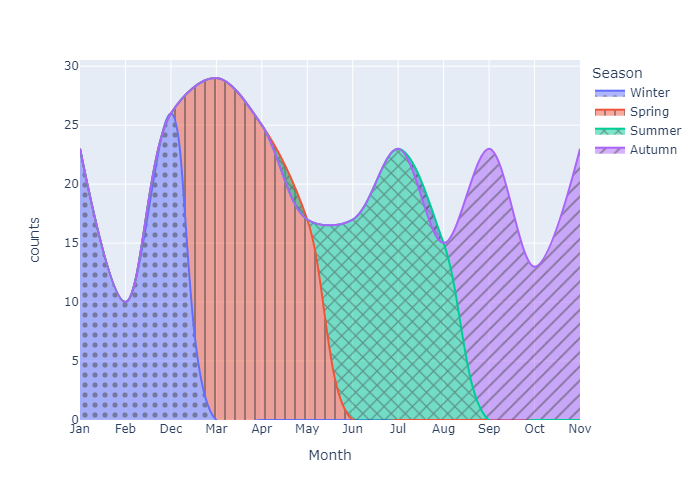 30
25
20
15
10
5
0
counts
Jan Feb Dec Mar Apr May Jun Jul Aug Sep Oct Nov
Month
Season
Winter
Spring
Summer
Autumn